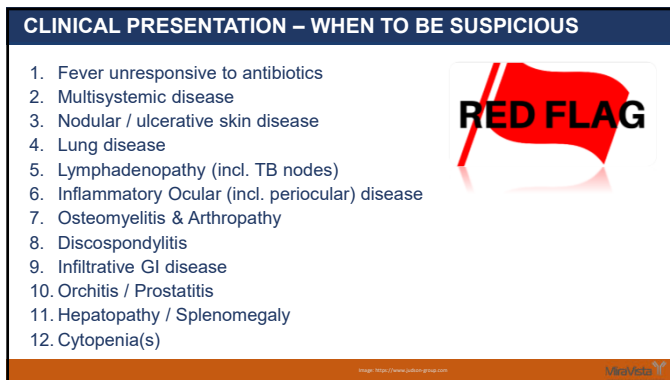 CLINICAL PRESENTATION – WHEN TO BE SUSPICIOUS
1. Fever unresponsive to antibiotics
2. Multisystemic disease
3. Nodular / ulcerative skin disease
4. Lung disease
5. Lymphadenopathy (incl. TB nodes)
6. Inflammatory Ocular (incl. periocular) disease
7. Osteomyelitis & Arthropathy
8. Discospondylitis
9. Infiltrative GI disease
10. Orchitis / Prostatitis
11. Hepatopathy / Splenomegaly
12. Cytopenia(s)
RED FLAG
Image: https://www.judson-group.com
MiraVista